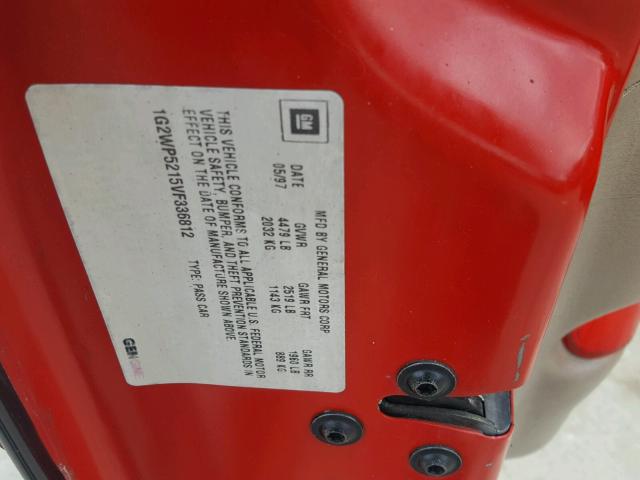 GM
MFD BY GENERAL MOTORS CORP
DATE GVWR GAWR FRT GAWR RR
05/97 4479 LB 2519 LB 1960 LB
2032 KG 1143 KG 889 KG
THIS VEHICLE CONFORMS TO ALL APPLICABLE U.S. FEDERAL MOTOR
VEHICLE SAFETY, BUMPER, AND THEFT PREVENTION STANDARDS IN
EFFECT ON THE DATE OF MANUFACTURE SHOWN ABOVE.
1G2WP5215VF336812 TYPE: PASS CAR